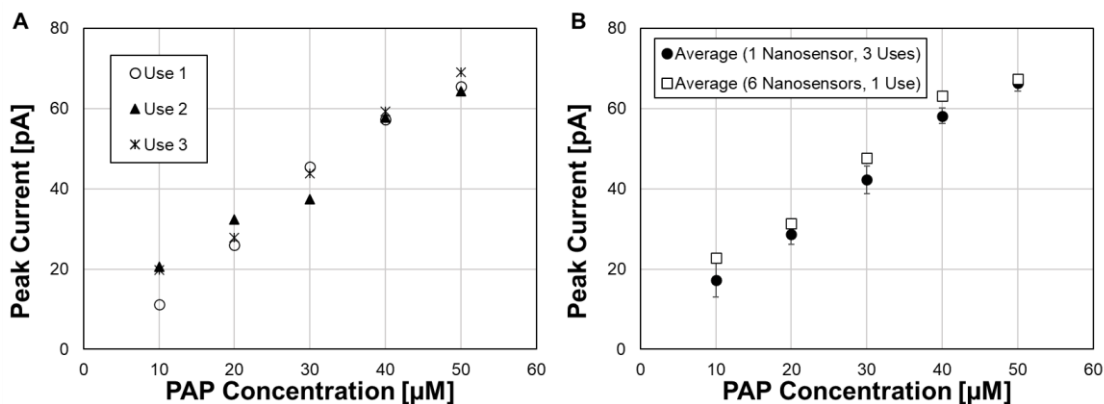 A
Peak Current [pA]
80
60
40
20
0
Use 1
Use 2
Use 3
0 10 20 30 40 50 60
PAP Concentration [µM]
B
Peak Current [pA]
80
60
40
20
0
Average (1 Nanosensor, 3 Uses)
Average (6 Nanosensors, 1 Use)
0 10 20 30 40 50 60
PAP Concentration [µM]